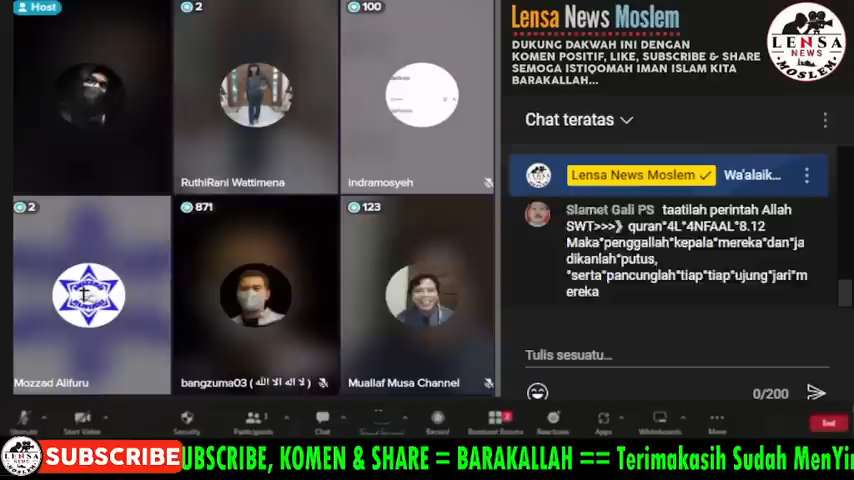 Host
2
100
RuthiRani Wattimena
Indramosyeh
2
871
123
Mozzad Alifuru
bangzuma03 ( لا اله الا الله )
Muallaf Musa Channel
Lensa News Moslem
DUKUNG DAKWAH INI DENGAN
KOMEN POSITIF, LIKE, SUBSCRIBE & SHARE
SEMOGA ISTIQOMAH IMAN ISLAM KITA
BARAKALLAH...
LENSA
NEWS
MOSLEM
Chat teratas
Lensa News Moslem Wa'alaik...
Slamet Gali PS taatilah perintah Allah
SWT>>>》quran*4L*4NFAAL*8.12
Maka*penggallah*kepala*mereka*dan*ja
dikanlah*putus,
*serta*pancunglah*tiap*tiap*ujung*jari*m
ereka
Tulis sesuatu...
0/200
Start Video
Security
Participants
Chat
Record
Breakout Rooms
Reactions
Apps
Whiteboards
More
End
SUBSCRIBE
UBSCRIBE, KOMEN & SHARE = BARAKALLAH == Terimakasih Sudah MenYi